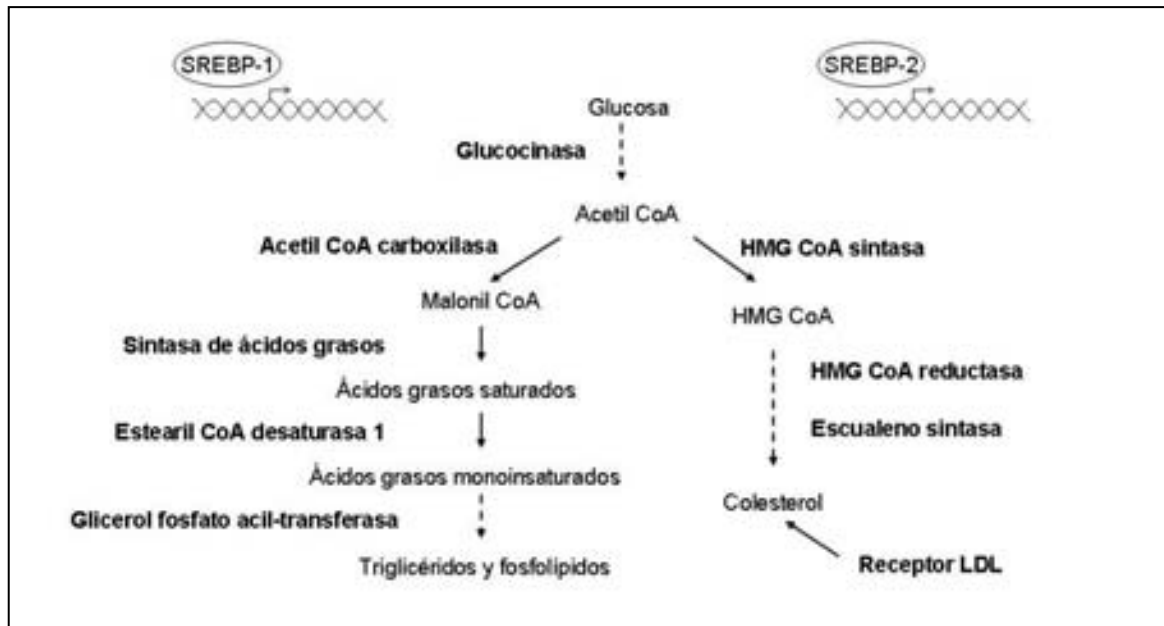 SREBP-1
SREBP-2
Glucosa
Glucocinasa
Acetil CoA
Acetil CoA carboxilasa
HMG CoA sintasa
Malonil CoA
HMG CoA
Sintasa de ácidos grasos
HMG CoA reductasa
Ácidos grasos saturados
Estearil CoA desaturasa 1
Escualeno sintasa
Ácidos grasos monoinsaturados
Colesterol
Glicerol fosfato acil-transferasa
Triglicéridos y fosfolípidos
Receptor LDL